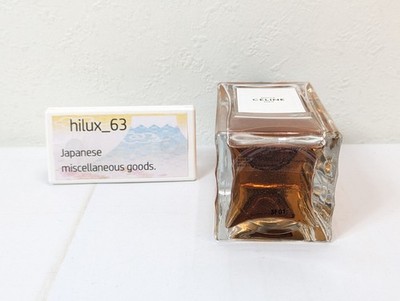 hilux_63
Japanese
miscellaneous goods.
CELINE